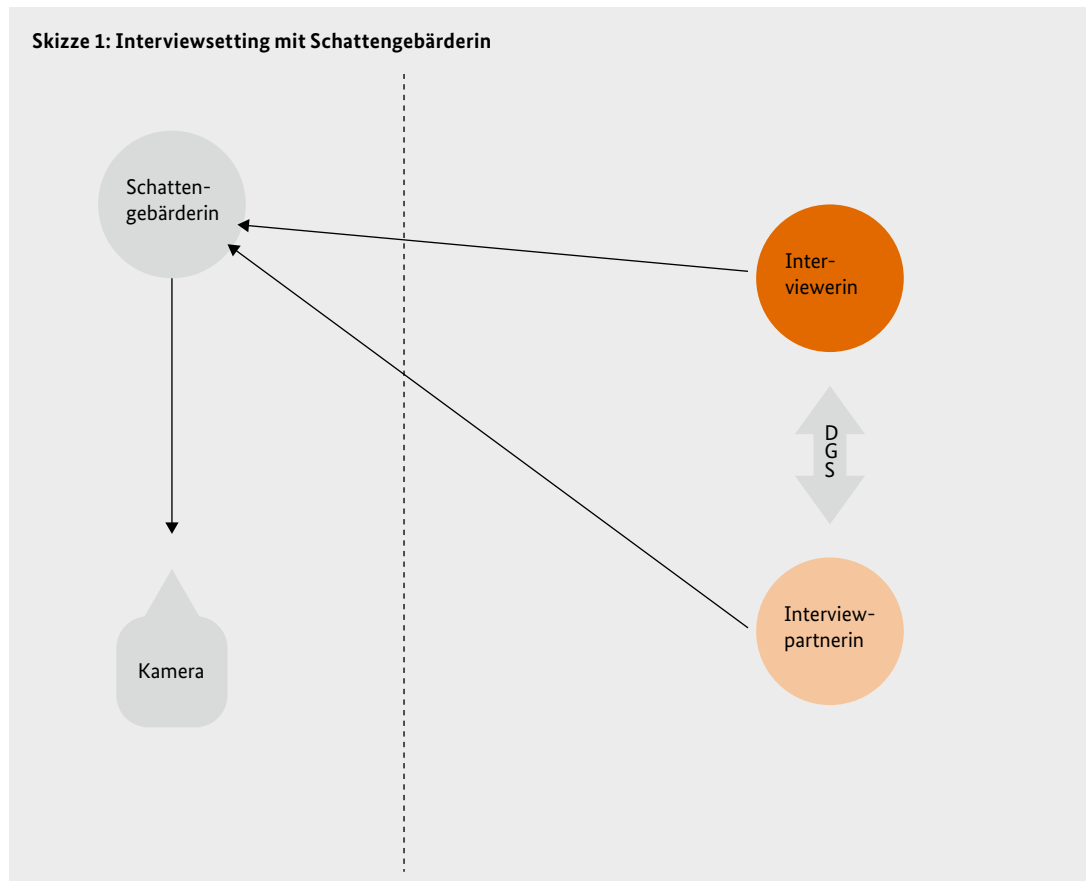 Skizze 1: Interviewsetting mit Schattengebärderin
Schatten-
gebärderin
Inter-
viewerin
D
G
S
Interview-
partnerin
Kamera